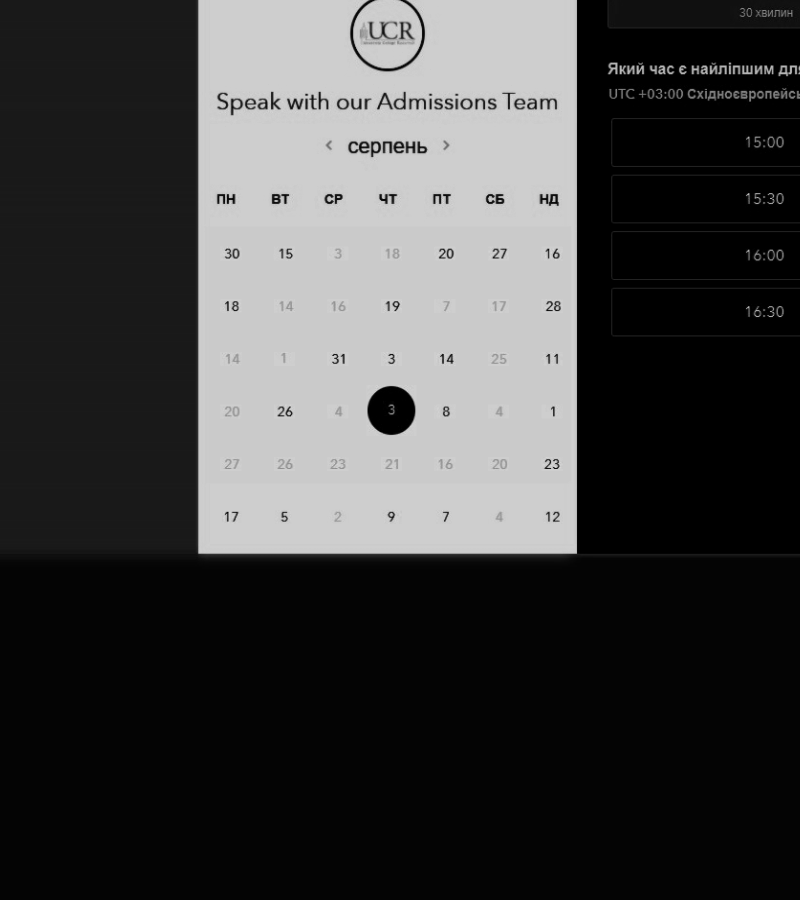 UCR
Speak with our Admissions Team
< серпень >
ПН ВТ СР ЧТ ПТ СБ НД
30 15 3 18 20 27 16
18 14 16 19 7 17 28
14 1 31 3 14 25 11
20 26 4 3 8 4 1
27 26 23 21 16 20 23
17 5 2 9 7 4 12
30 хвилин
Який час є найліпшим для
UTC +03:00 Східноєвропейсь
15:00
15:30
16:00
16:30